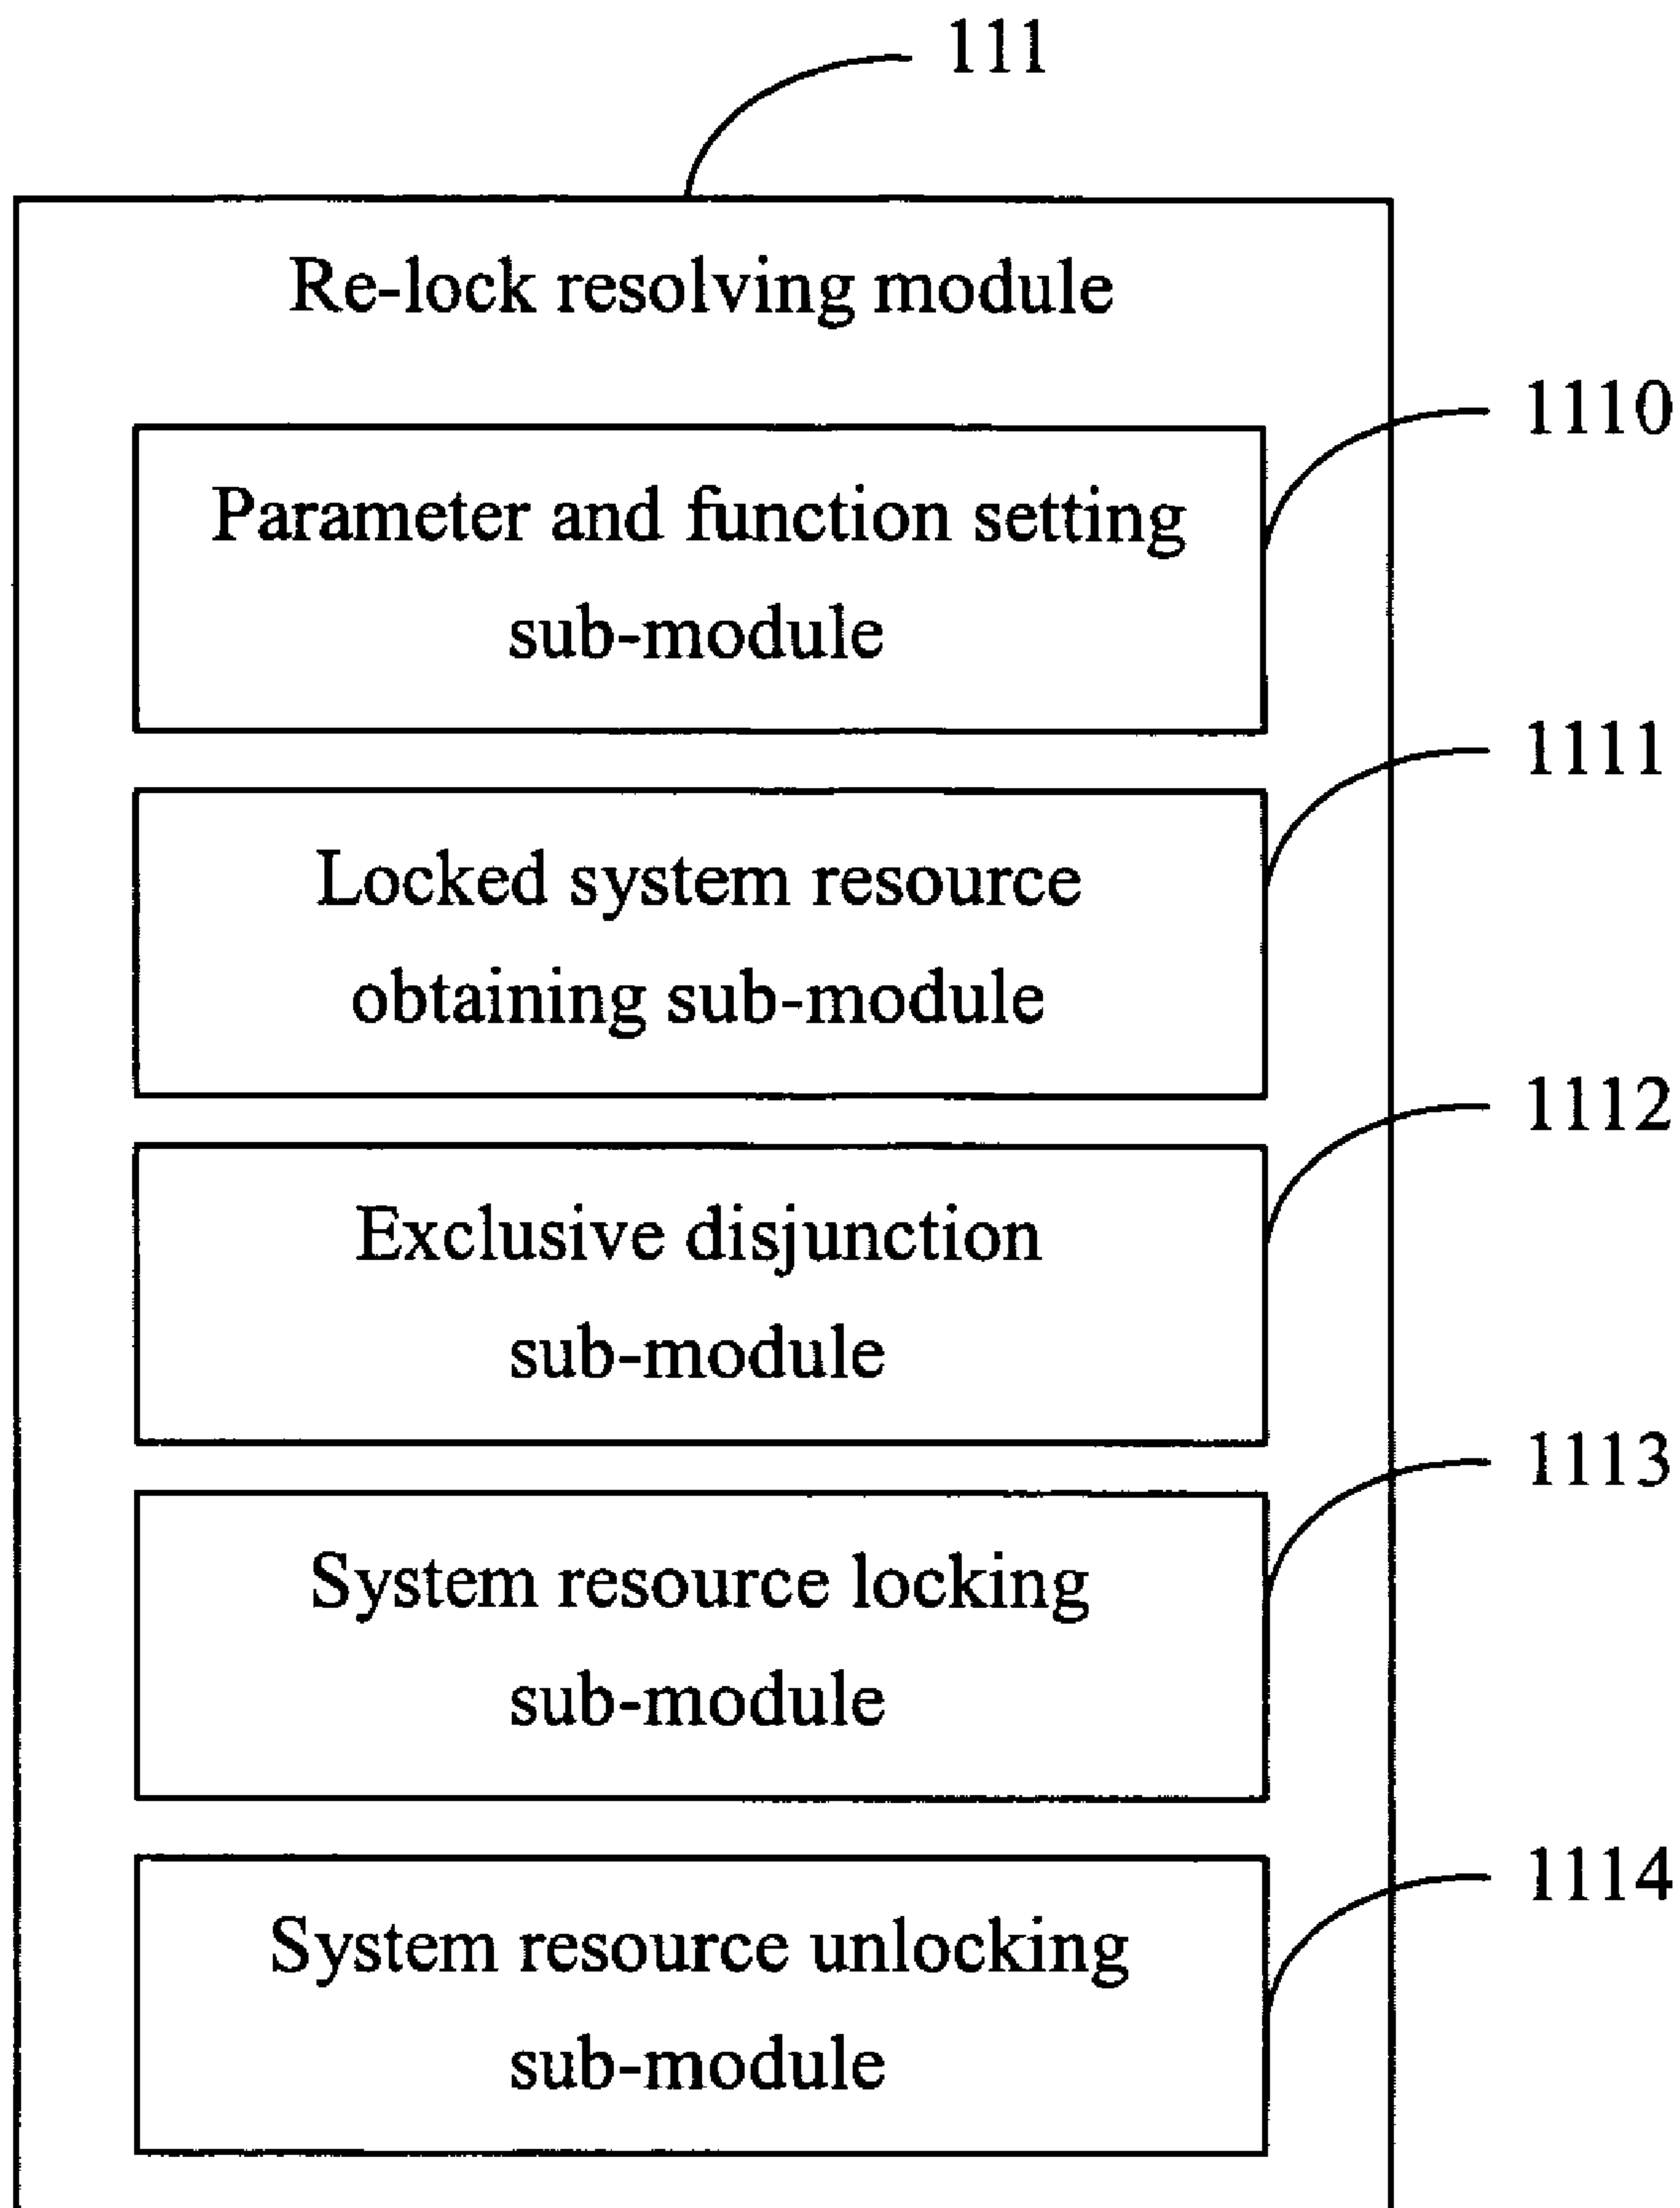 111
Re-lock resolving module
1110
Parameter and function setting
sub-module
1111
Locked system resource
obtaining sub-module
1112
Exclusive disjunction
sub-module
1113
System resource locking
sub-module
1114
System resource unlocking
sub-module